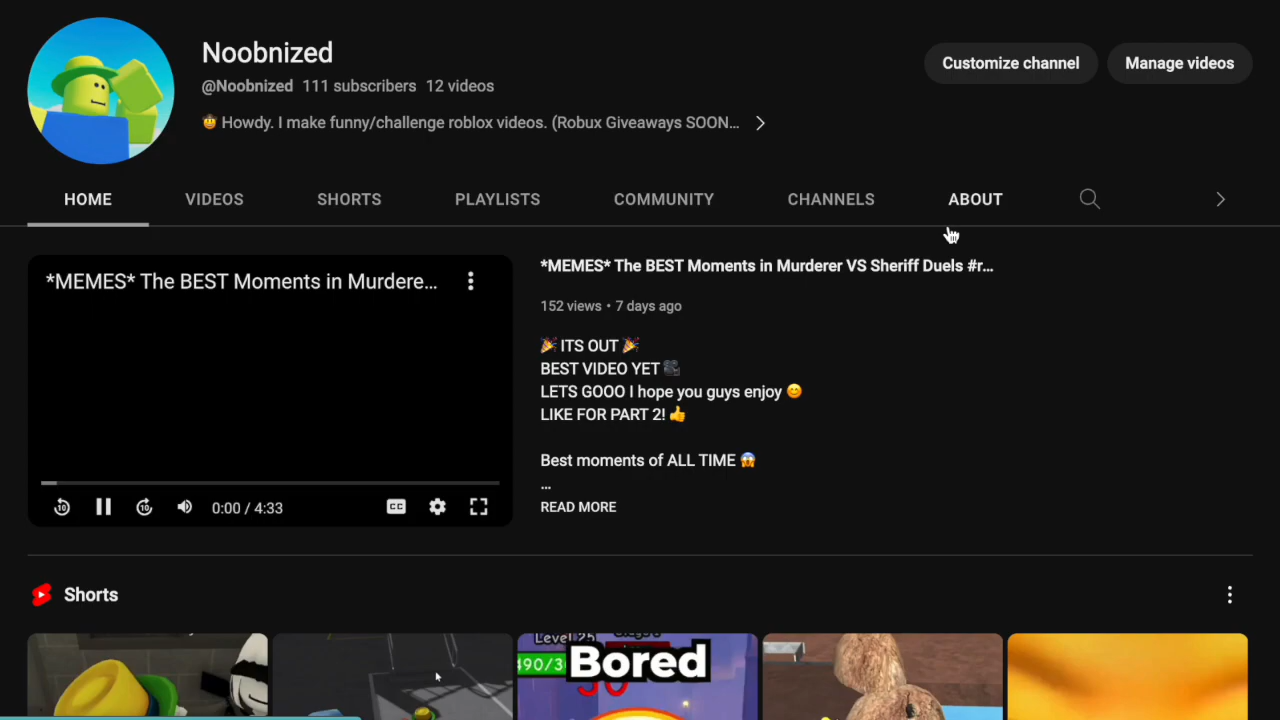 Noobnized
@Noobnized 111 subscribers 12 videos
🤠 Howdy. I make funny/challenge roblox videos. (Robux Giveaways SOON...
Customize channel
Manage videos
HOME VIDEOS SHORTS PLAYLISTS COMMUNITY CHANNELS ABOUT
*MEMES* The BEST Moments in Murdere...
0:00 / 4:33
*MEMES* The BEST Moments in Murderer VS Sheriff Duels #r...
152 views • 7 days ago
🎉 ITS OUT 🎉
BEST VIDEO YET 🎥
LETS GOOO I hope you guys enjoy 😊
LIKE FOR PART 2! 👍
Best moments of ALL TIME 😱
...
READ MORE
Shorts
Level 25
Bored